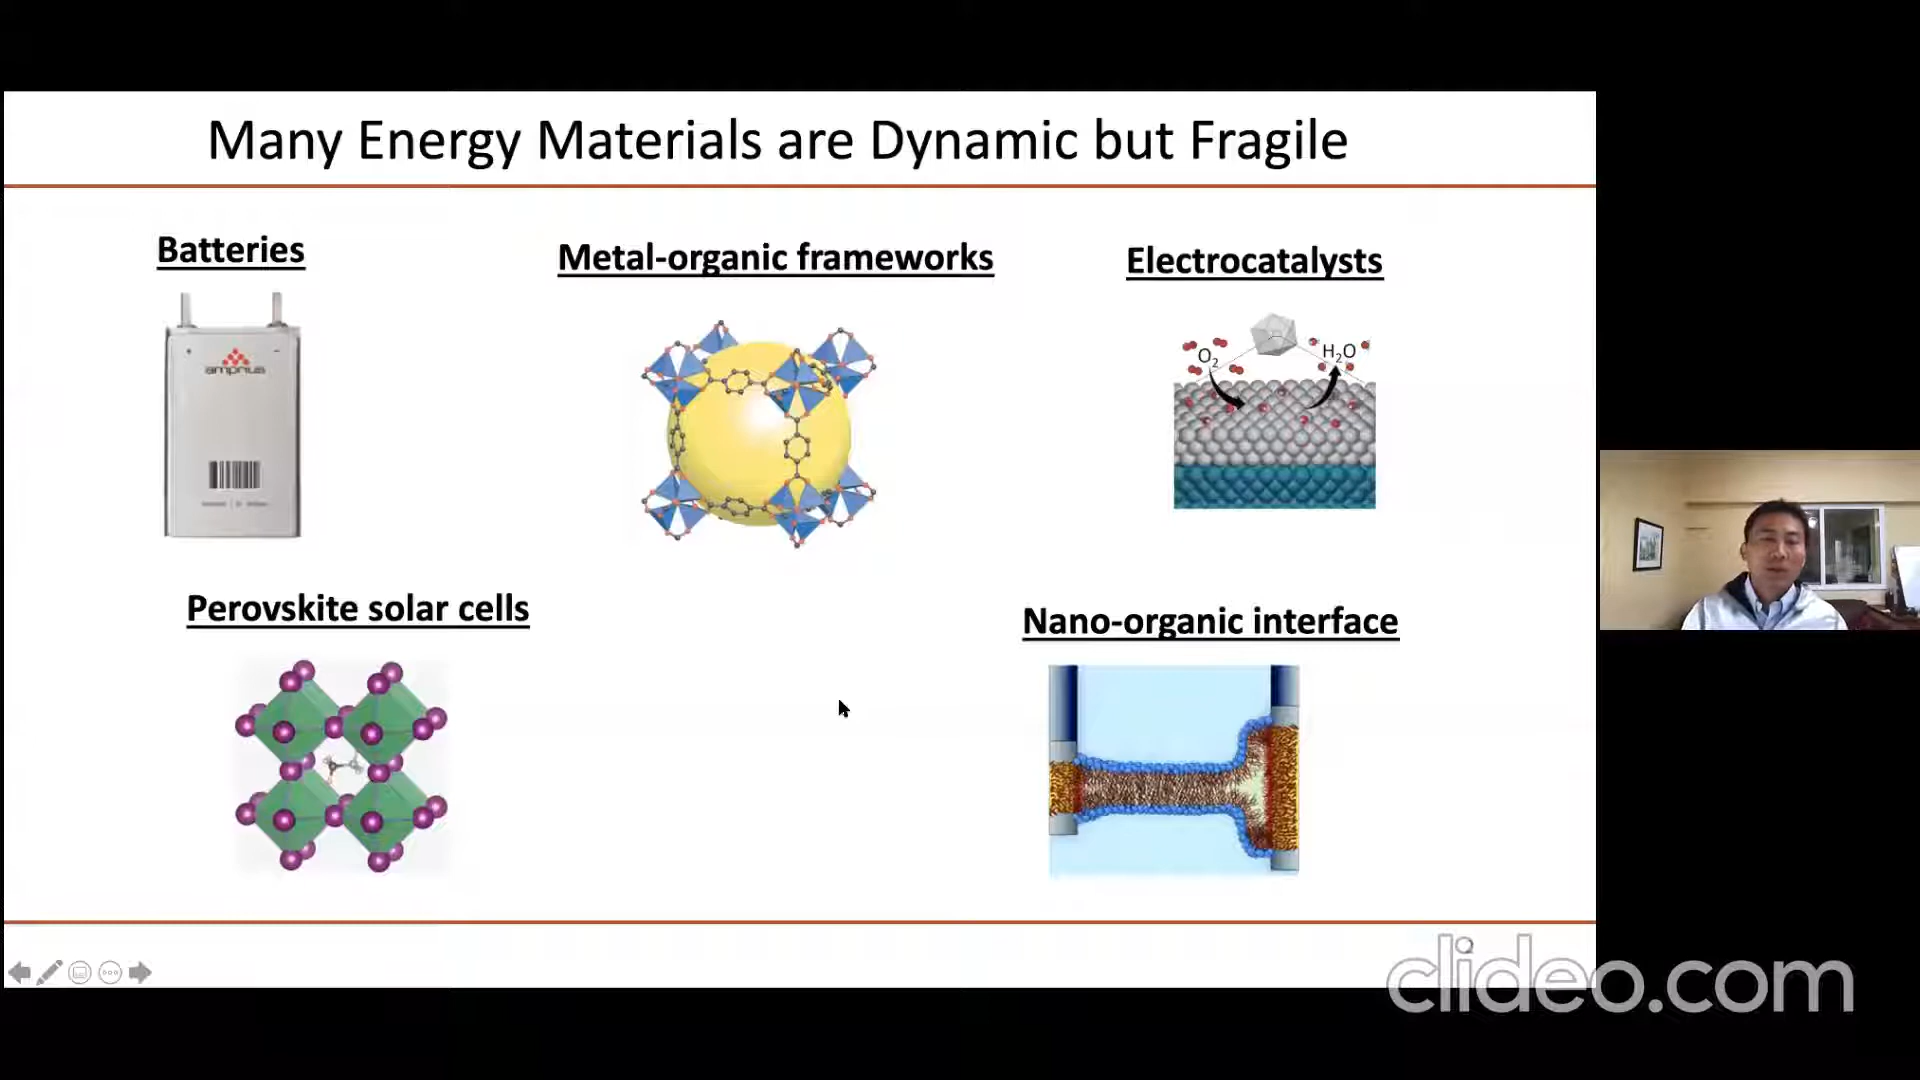 Many Energy Materials are Dynamic but Fragile
Batteries
Metal-organic frameworks
Electrocatalysts
amprius
O2
H2O
Perovskite solar cells
Nano-organic interface
clideo.com